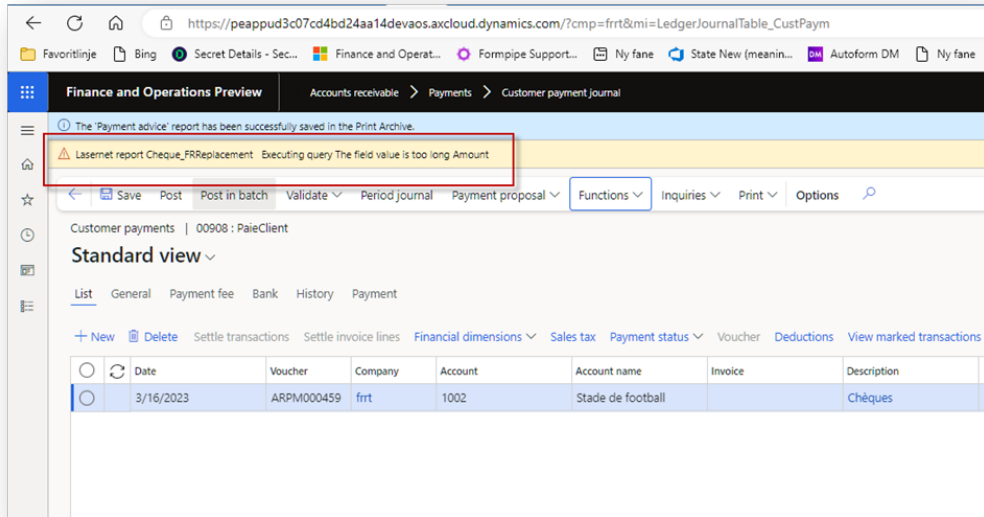 https://peappud3c07cd4bd24aa14devaos.axcloud.dynamics.com/?cmp=frrt&mi=LedgerJournalTable_CustPaym
Favoritlinje Bing Secret Details - Sec... Finance and Operat... Formpipe Support... Ny fane State New (meanin... DM Autoform DM Ny fane
Finance and Operations Preview Accounts receivable > Payments > Customer payment journal
The 'Payment advice' report has been successfully saved in the Print Archive.
Lasernet report Cheque_FRReplacement Executing query The field value is too long Amount
Save Post Post in batch Validate Period journal Payment proposal Functions Inquiries Print Options
Customer payments | 00908 : PaieClient
Standard view
List General Payment fee Bank History Payment
New Delete Settle transactions Settle invoice lines Financial dimensions Sales tax Payment status Voucher Deductions View marked transactions
Date Voucher Company Account Account name Invoice Description
3/16/2023 ARPM000459 frrt 1002 Stade de football Chèques